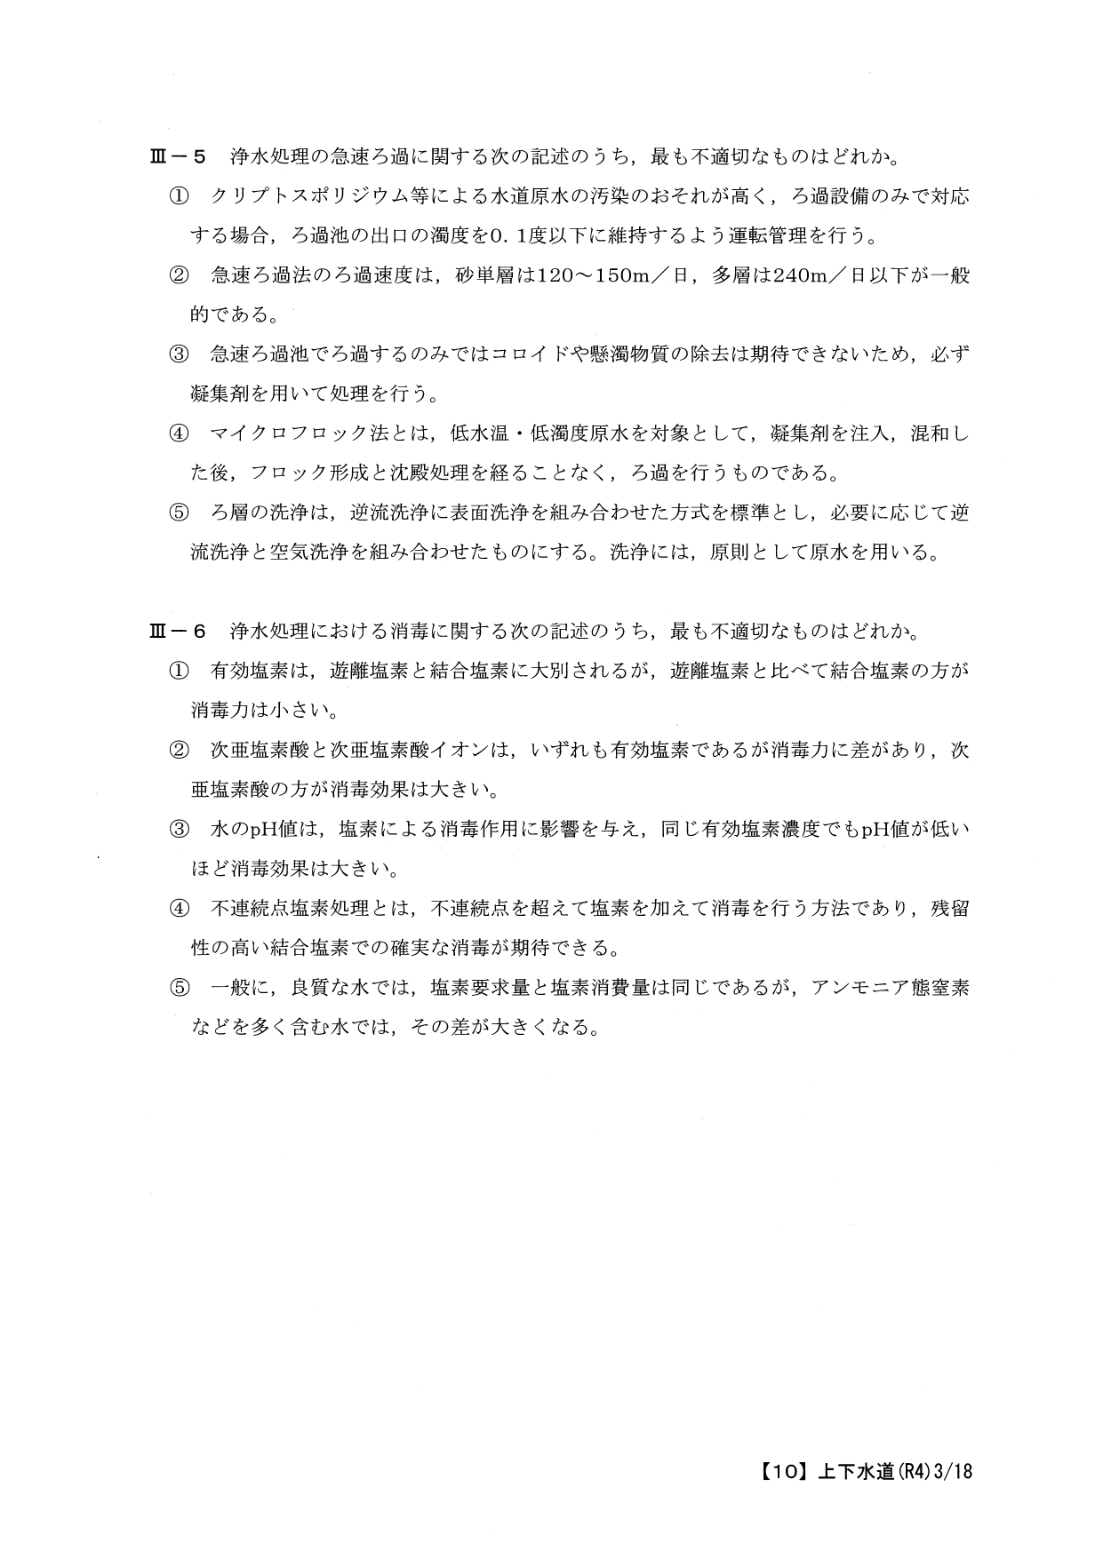 Ⅲ－５　浄水処理の急速ろ過に関する次の記述のうち，最も不適切なものはどれか。
①　クリプトスポリジウム等による水道原水の汚染のおそれが高く，ろ過設備のみで対応
する場合，ろ過池の出口の濁度を0.1度以下に維持するよう運転管理を行う。
②　急速ろ過法のろ過速度は，砂単層は120～150m／日，多層は240m／日以下が一般
的である。
③　急速ろ過池でろ過するのみではコロイドや懸濁物質の除去は期待できないため，必ず
凝集剤を用いて処理を行う。
④　マイクロフロック法とは，低水温・低濁度原水を対象として，凝集剤を注入，混和し
た後，フロック形成と沈殿処理を経ることなく，ろ過を行うものである。
⑤　ろ層の洗浄は，逆流洗浄に表面洗浄を組み合わせた方式を標準とし，必要に応じて逆
流洗浄と空気洗浄を組み合わせたものにする。洗浄には，原則として原水を用いる。
Ⅲ－６　浄水処理における消毒に関する次の記述のうち，最も不適切なものはどれか。
①　有効塩素は，遊離塩素と結合塩素に大別されるが，遊離塩素と比べて結合塩素の方が
消毒力は小さい。
②　次亜塩素酸と次亜塩素酸イオンは，いずれも有効塩素であるが消毒力に差があり，次
亜塩素酸の方が消毒効果は大きい。
③　水のpH値は，塩素による消毒作用に影響を与え，同じ有効塩素濃度でもpH値が低い
ほど消毒効果は大きい。
④　不連続点塩素処理とは，不連続点を超えて塩素を加えて消毒を行う方法であり，残留
性の高い結合塩素での確実な消毒が期待できる。
⑤　一般に，良質な水では，塩素要求量と塩素消費量は同じであるが，アンモニア態窒素
などを多く含む水では，その差が大きくなる。
【10】上下水道(R4)3/18